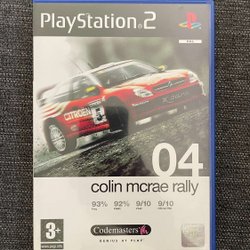 PlayStation 2
CITROËN
04
colin mcrae rally
93% 92% 9/10 9/10
3+
Codemasters
GENIUS AT PLAY